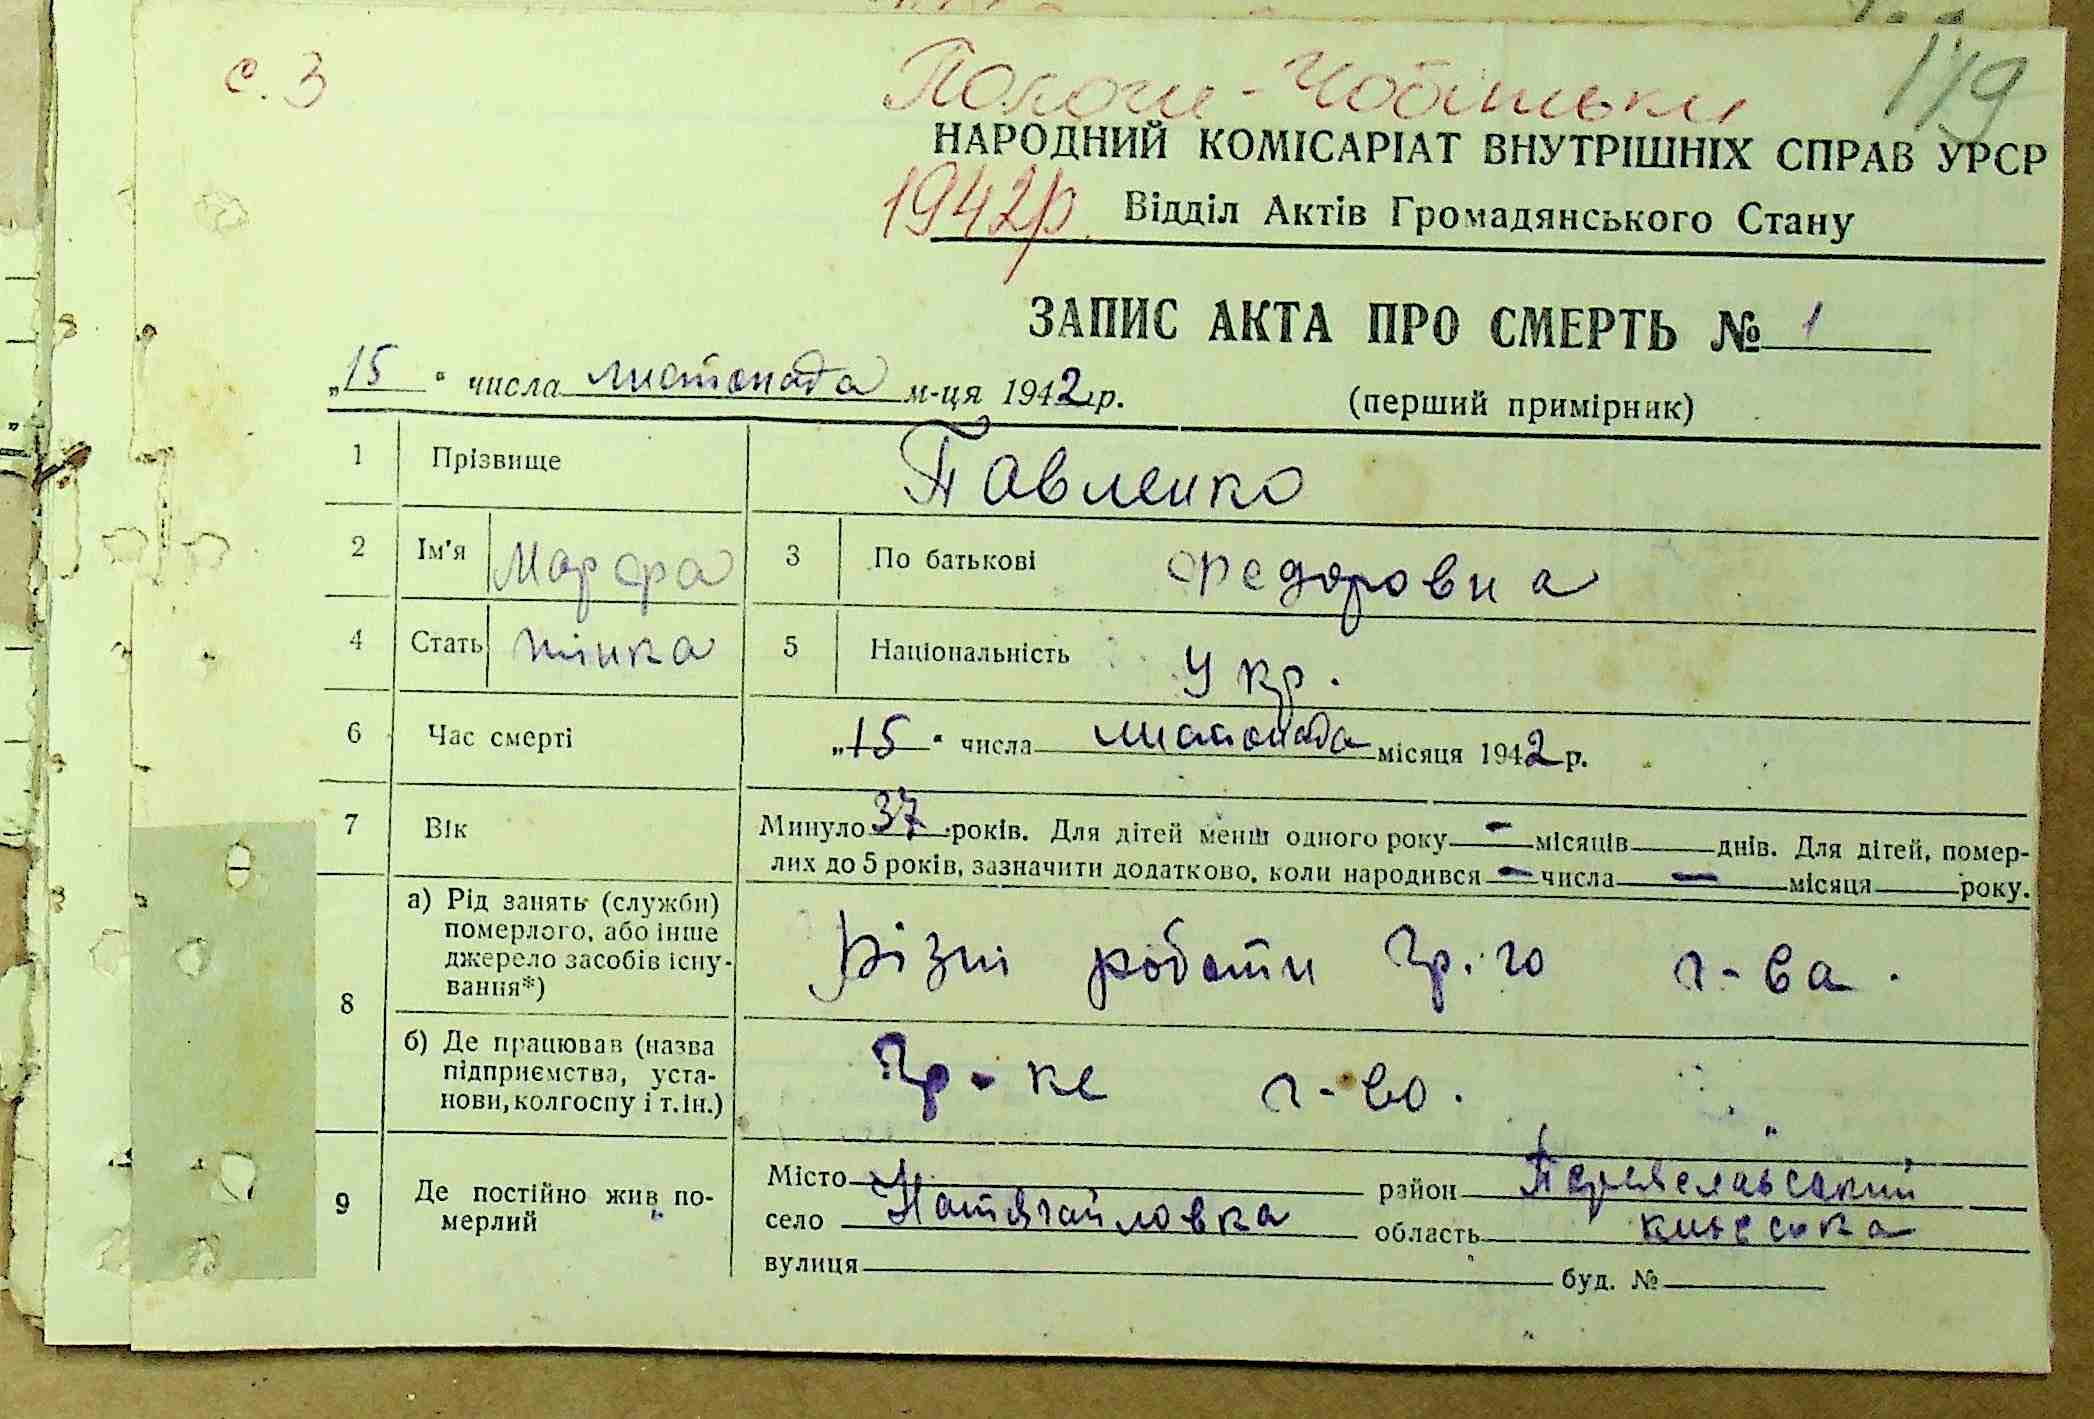 с. 3
Пологи-Чобітьки
119
НАРОДНИЙ КОМІСАРІАТ ВНУТРІШНІХ СПРАВ УРСР
1942р. Відділ Актів Громадянського Стану
ЗАПИС АКТА ПРО СМЕРТЬ № 1
„15“ числа листопада м-ця 1942 р. (перший примірник)
1 Прізвище Павленко
2 Ім'я Марфа 3 По батькові Федоровна
4 Стать жінка 5 Національність Укр.
6 Час смерті „15“ числа листопада місяця 1942 р.
7 Вік Минуло 37 років. Для дітей менш одного року - місяців днів. Для дітей, помер-
лих до 5 років, зазначити додатково, коли народився - числа - місяця року.
8
а) Рід занять (служби)
померлого, або інше
джерело засобів існу-
вання*)
Різні роботи гр.го г-ва.
б) Де працював (назва
підприємства, уста-
нови, колгоспу і т. ін.)
Гр-ке г-во.
9 Де постійно жив по-
мерлий
Місто район Переяславський
село область Київська
вулиця буд. №